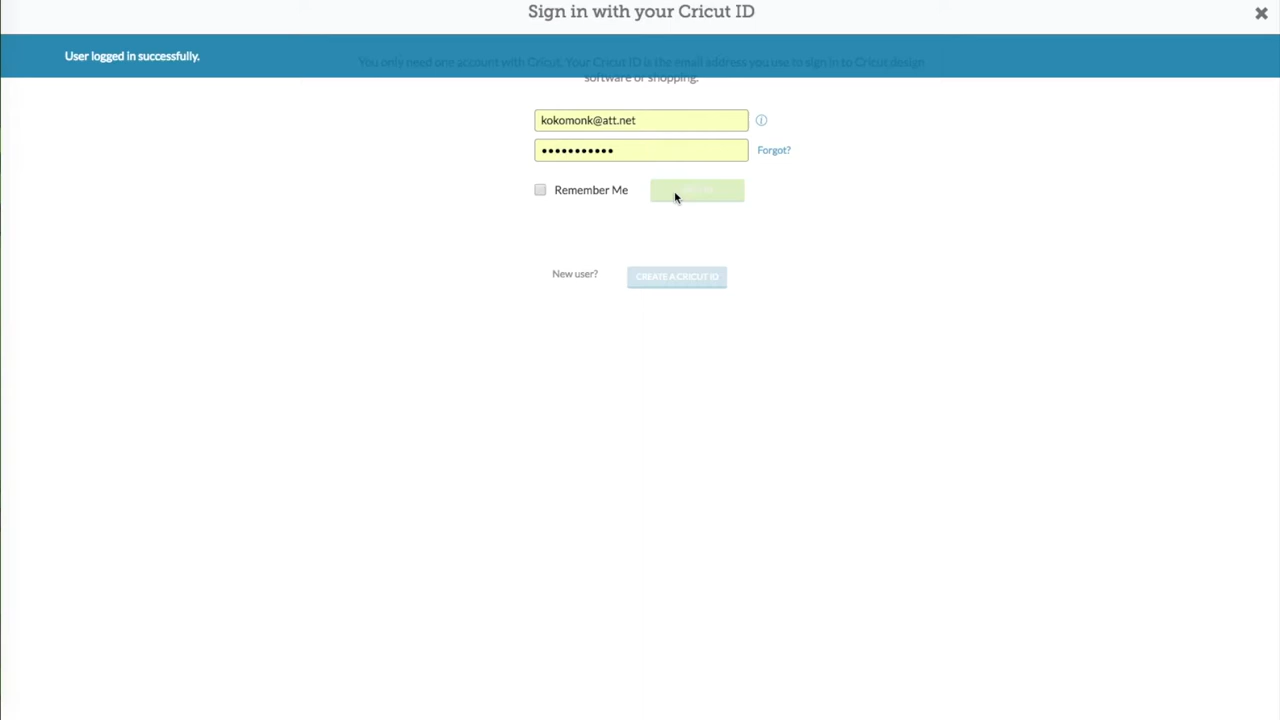 Sign in with your Cricut ID
User logged in successfully.
You only need one account with Cricut. Your Cricut ID is the email address you use to sign in to Cricut design
software or shopping.
kokomonk@att.net
Forgot?
Remember Me
New user?
CREATE A CRICUT ID